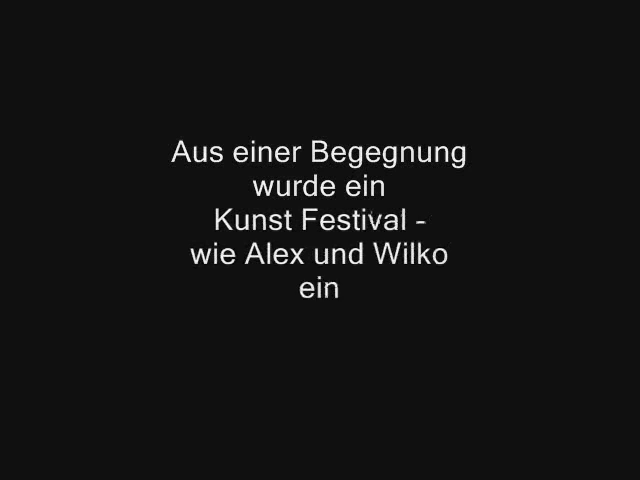 Aus einer Begegnung
wurde ein
Kunst Festival -
wie Alex und Wilko
ein